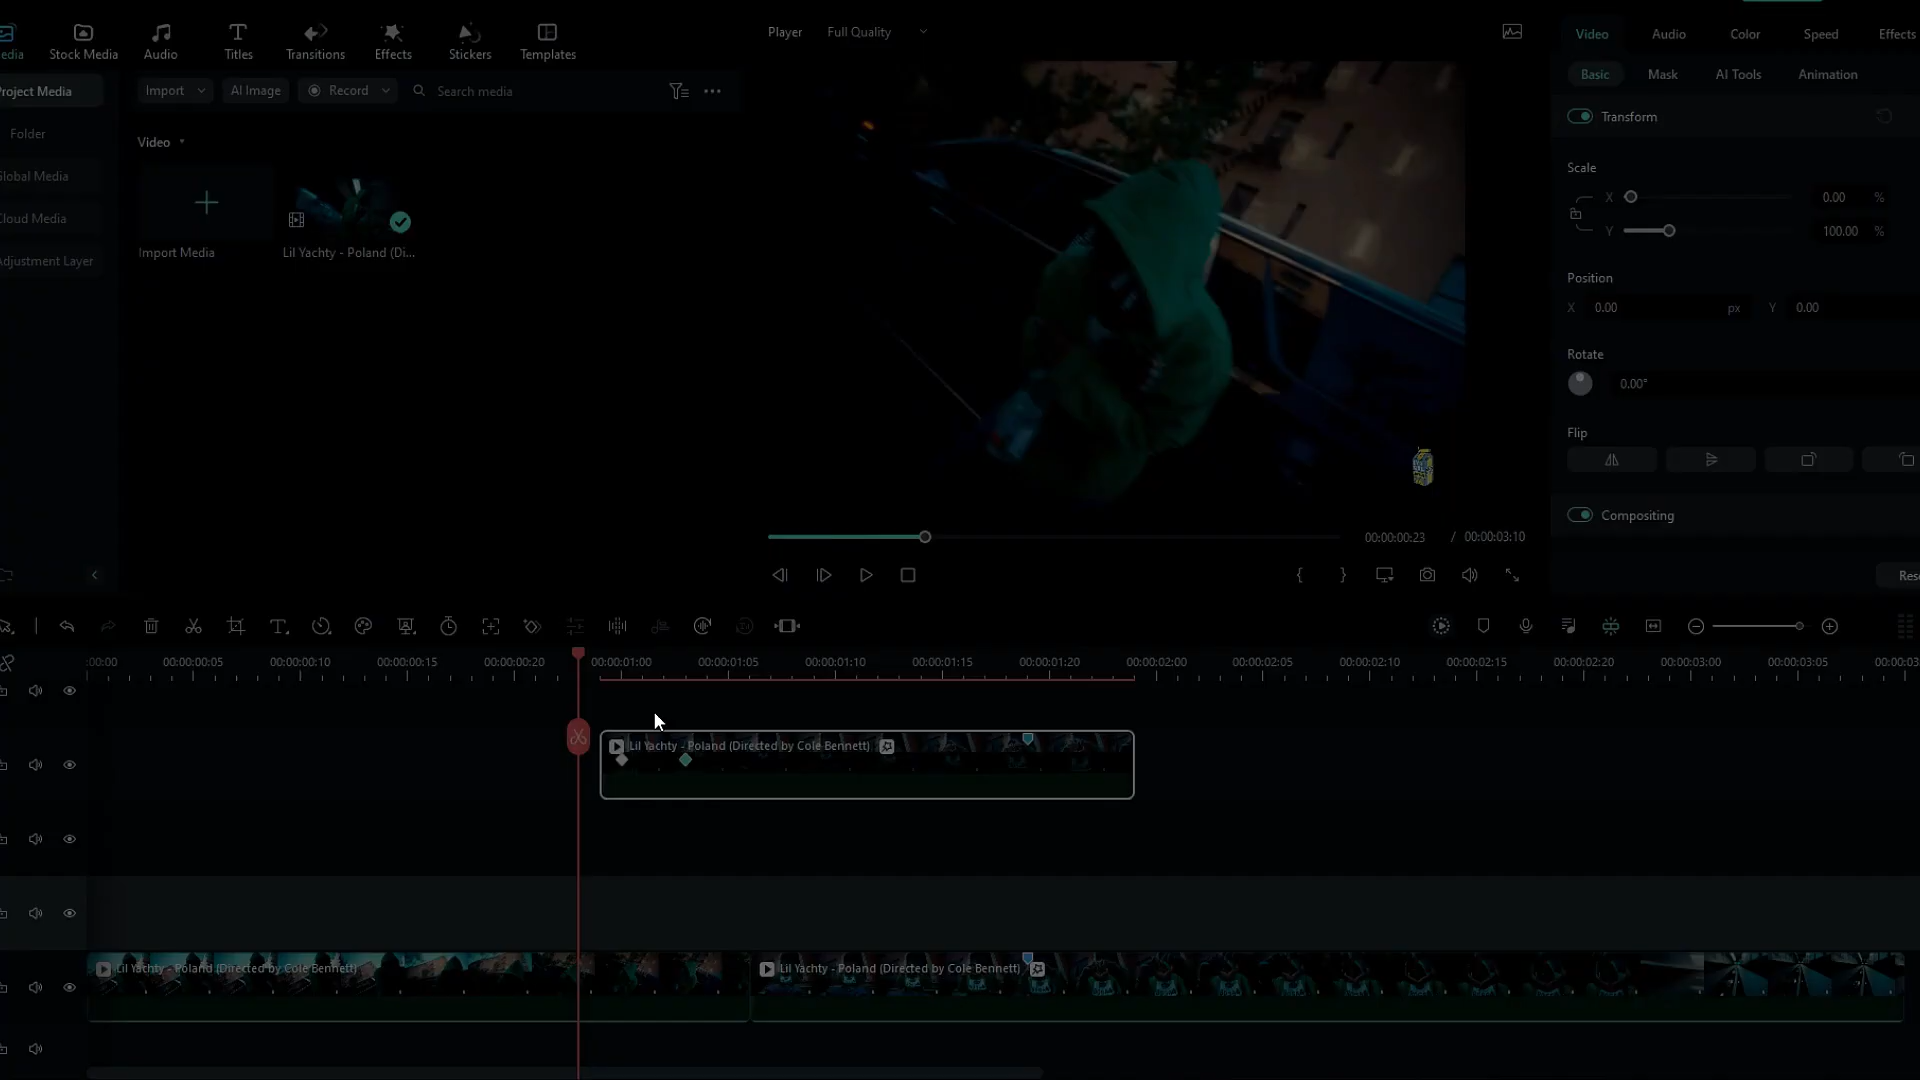 Stock Media
Audio
Titles
Transitions
Effects
Stickers
Templates
Player
Full Quality
Video
Audio
Color
Speed
Effects
Import
AI Image
Record
Search media
Folder
Basic
Mask
AI Tools
Animation
Transform
Video
Import Media
Lil Yachty - Poland (Di...
Scale
X
0.00
%
Y
100.00
%
Position
X
0.00
px
Y
0.00
Rotate
0.00°
Flip
Compositing
Project Media
Global Media
Cloud Media
Adjustment Layer
00:00:00:23
/
00:00:03:10
:00:00
00:00:00:05
00:00:00:10
00:00:00:15
00:00:00:20
00:00:01:00
00:00:01:05
00:00:01:10
00:00:01:15
00:00:01:20
00:00:02:00
00:00:02:05
00:00:02:10
00:00:02:15
00:00:02:20
00:00:03:00
00:00:03:05
00:00:03
Lil Yachty - Poland (Directed by Cole Bennett)
Lil Yachty - Poland (Directed by Cole Bennett)
Lil Yachty - Poland (Directed by Cole Bennett)